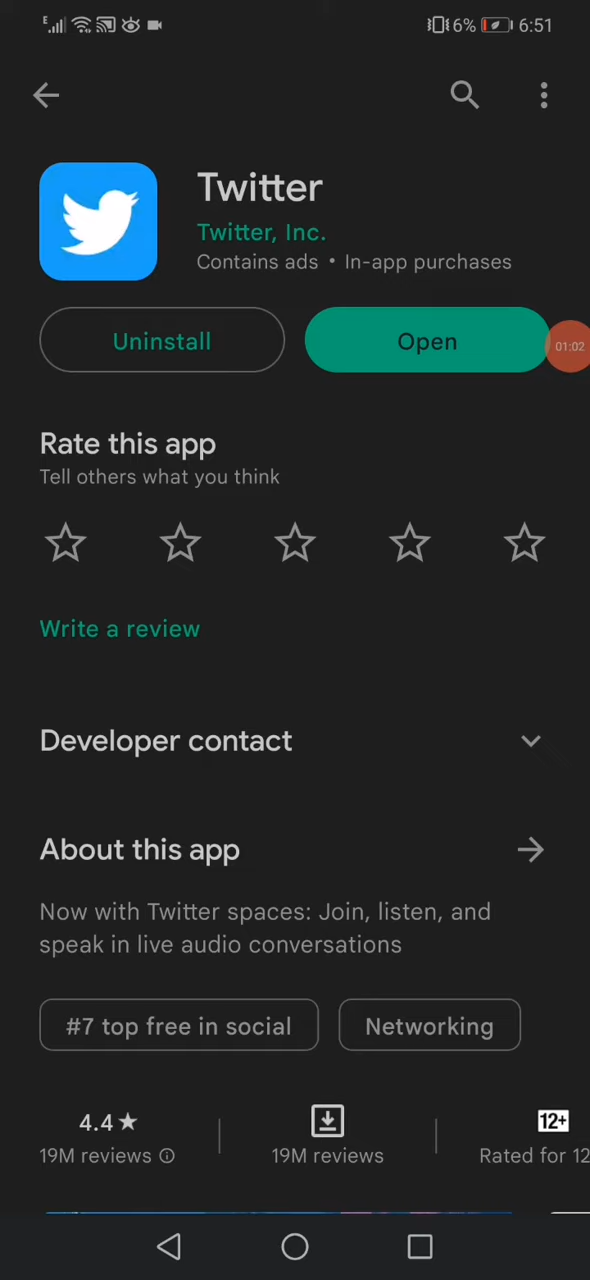 E 6% 6:51
Twitter
Twitter, Inc.
Contains ads • In-app purchases
Uninstall
Open
01:02
Rate this app
Tell others what you think
Write a review
Developer contact
About this app
Now with Twitter spaces: Join, listen, and
speak in live audio conversations
#7 top free in social
Networking
4.4★
12+
19M reviews
19M reviews
Rated for 12